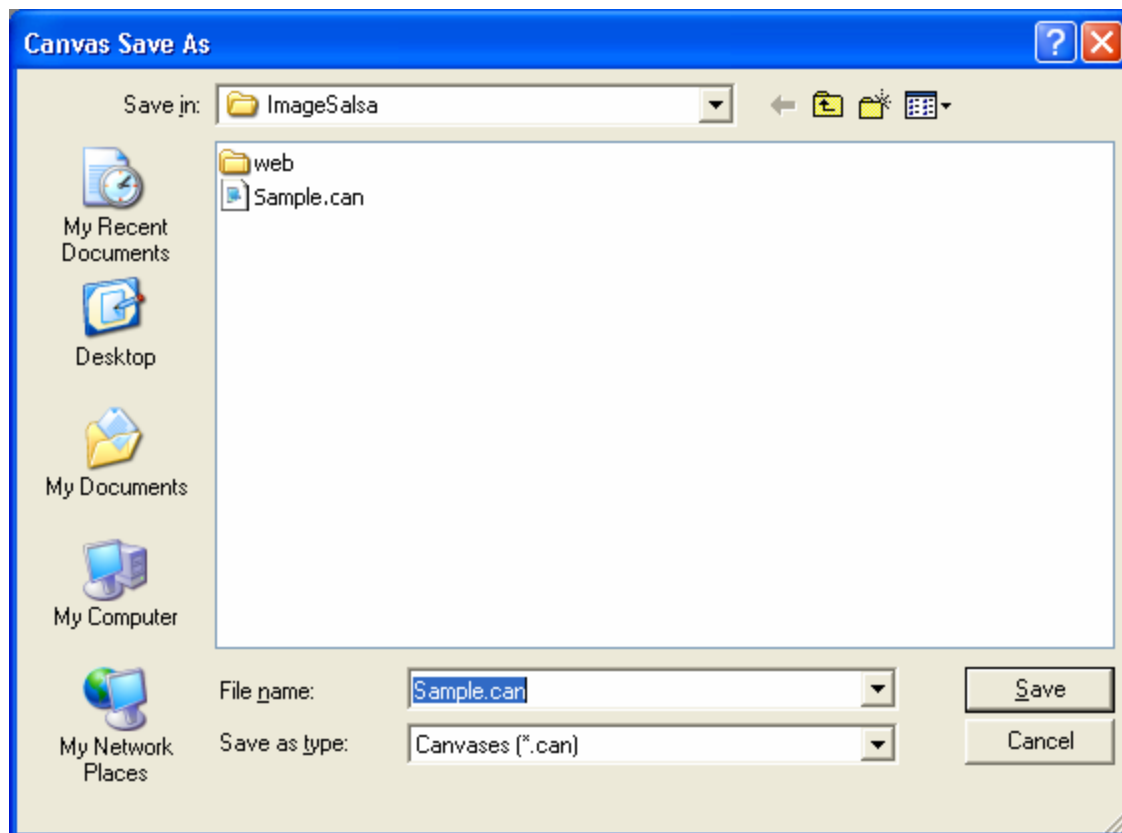 Canvas Save As
Save in:
ImageSalsa
web
Sample.can
My Recent
Documents
Desktop
My Documents
My Computer
My Network
Places
File name:
Sample.can
Save
Save as type:
Canvases (*.can)
Cancel